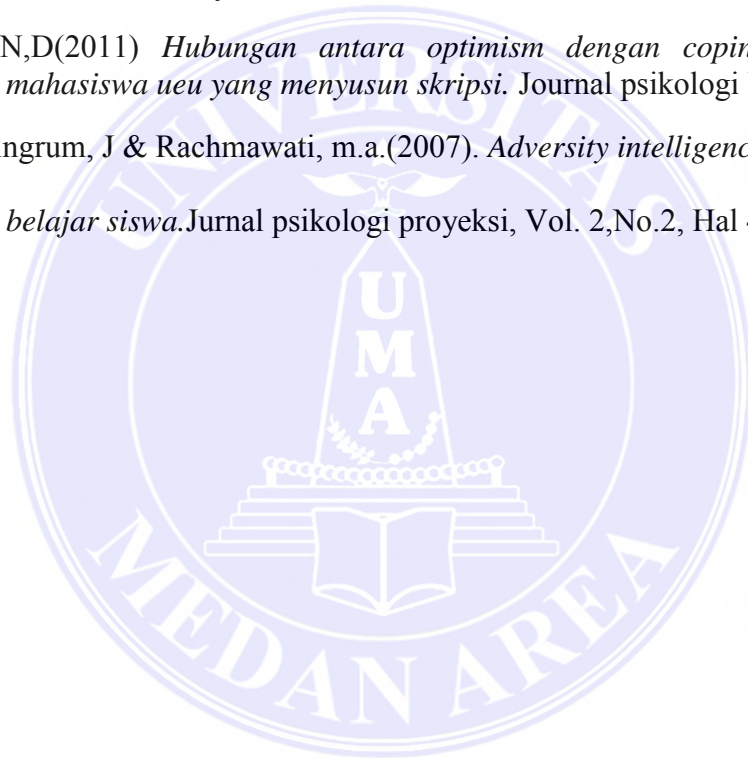 N,D(2011) Hubungan antara optimism dengan copin
mahasiswa ueu yang menyusun skripsi. Journal psikologi
ngrum, J & Rachmawati, m.a.(2007). Adversity intelligenc
belajar siswa.Jurnal psikologi proyeksi, Vol. 2,No.2, Hal
UNIVERSITAS
UMA
MEDAN AREA